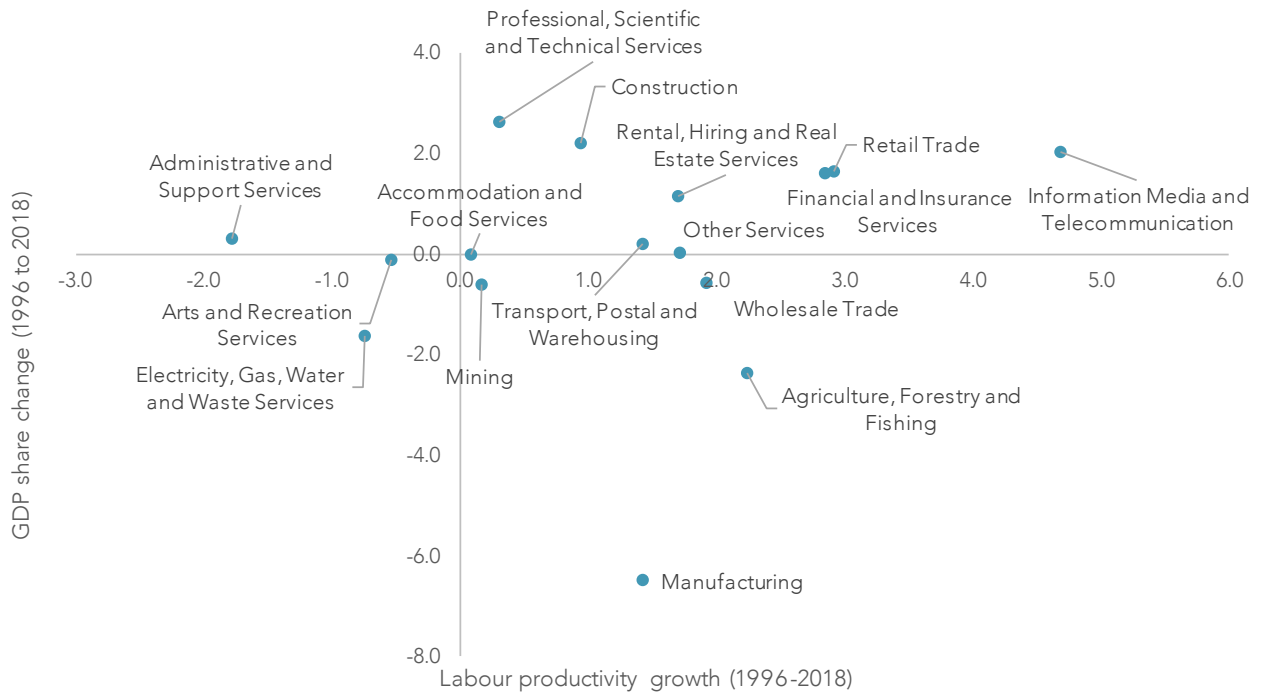 Professional, Scientific
and Technical Services
4.0
Construction
Rental, Hiring and Real
Estate Services
Retail Trade
2.0
Administrative and
Support Services
Accommodation and
Food Services
Financial and Insurance
Services
Information Media and
Telecommunication
Other Services
0.0
-3.0
-2.0
-1.0
0.0
1.0
2.0
3.0
4.0
5.0
6.0
Arts and Recreation
Services
Transport, Postal and
Warehousing
Wholesale Trade
-2.0
Electricity, Gas, Water
and Waste Services
Mining
Agriculture, Forestry and
Fishing
-4.0
-6.0
Manufacturing
-8.0
GDP share change (1996 to 2018)
Labour productivity growth (1996-2018)